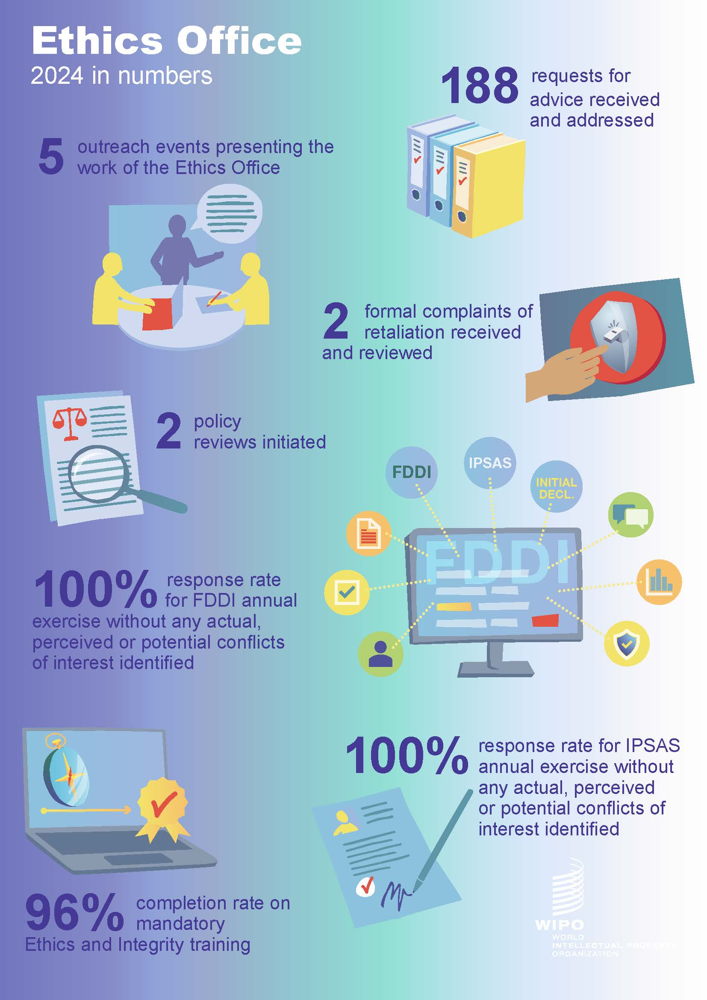 Ethics Office
2024 in numbers
188 requests for
advice received
and addressed
5 outreach events presenting the
work of the Ethics Office
2 formal complaints of
retaliation received
and reviewed
2 policy
reviews initiated
FDDI
IPSAS
INITIAL
DECL.
FDDI
100% response rate
for FDDI annual
exercise without any actual,
perceived or potential conflicts
of interest identified
100% response rate for IPSAS
annual exercise without
any actual, perceived
or potential conflicts of
interest identified
96% completion rate on
mandatory
Ethics and Integrity training
WIPO
WORLD
INTELLECTUAL PROPERTY
ORGANIZATION